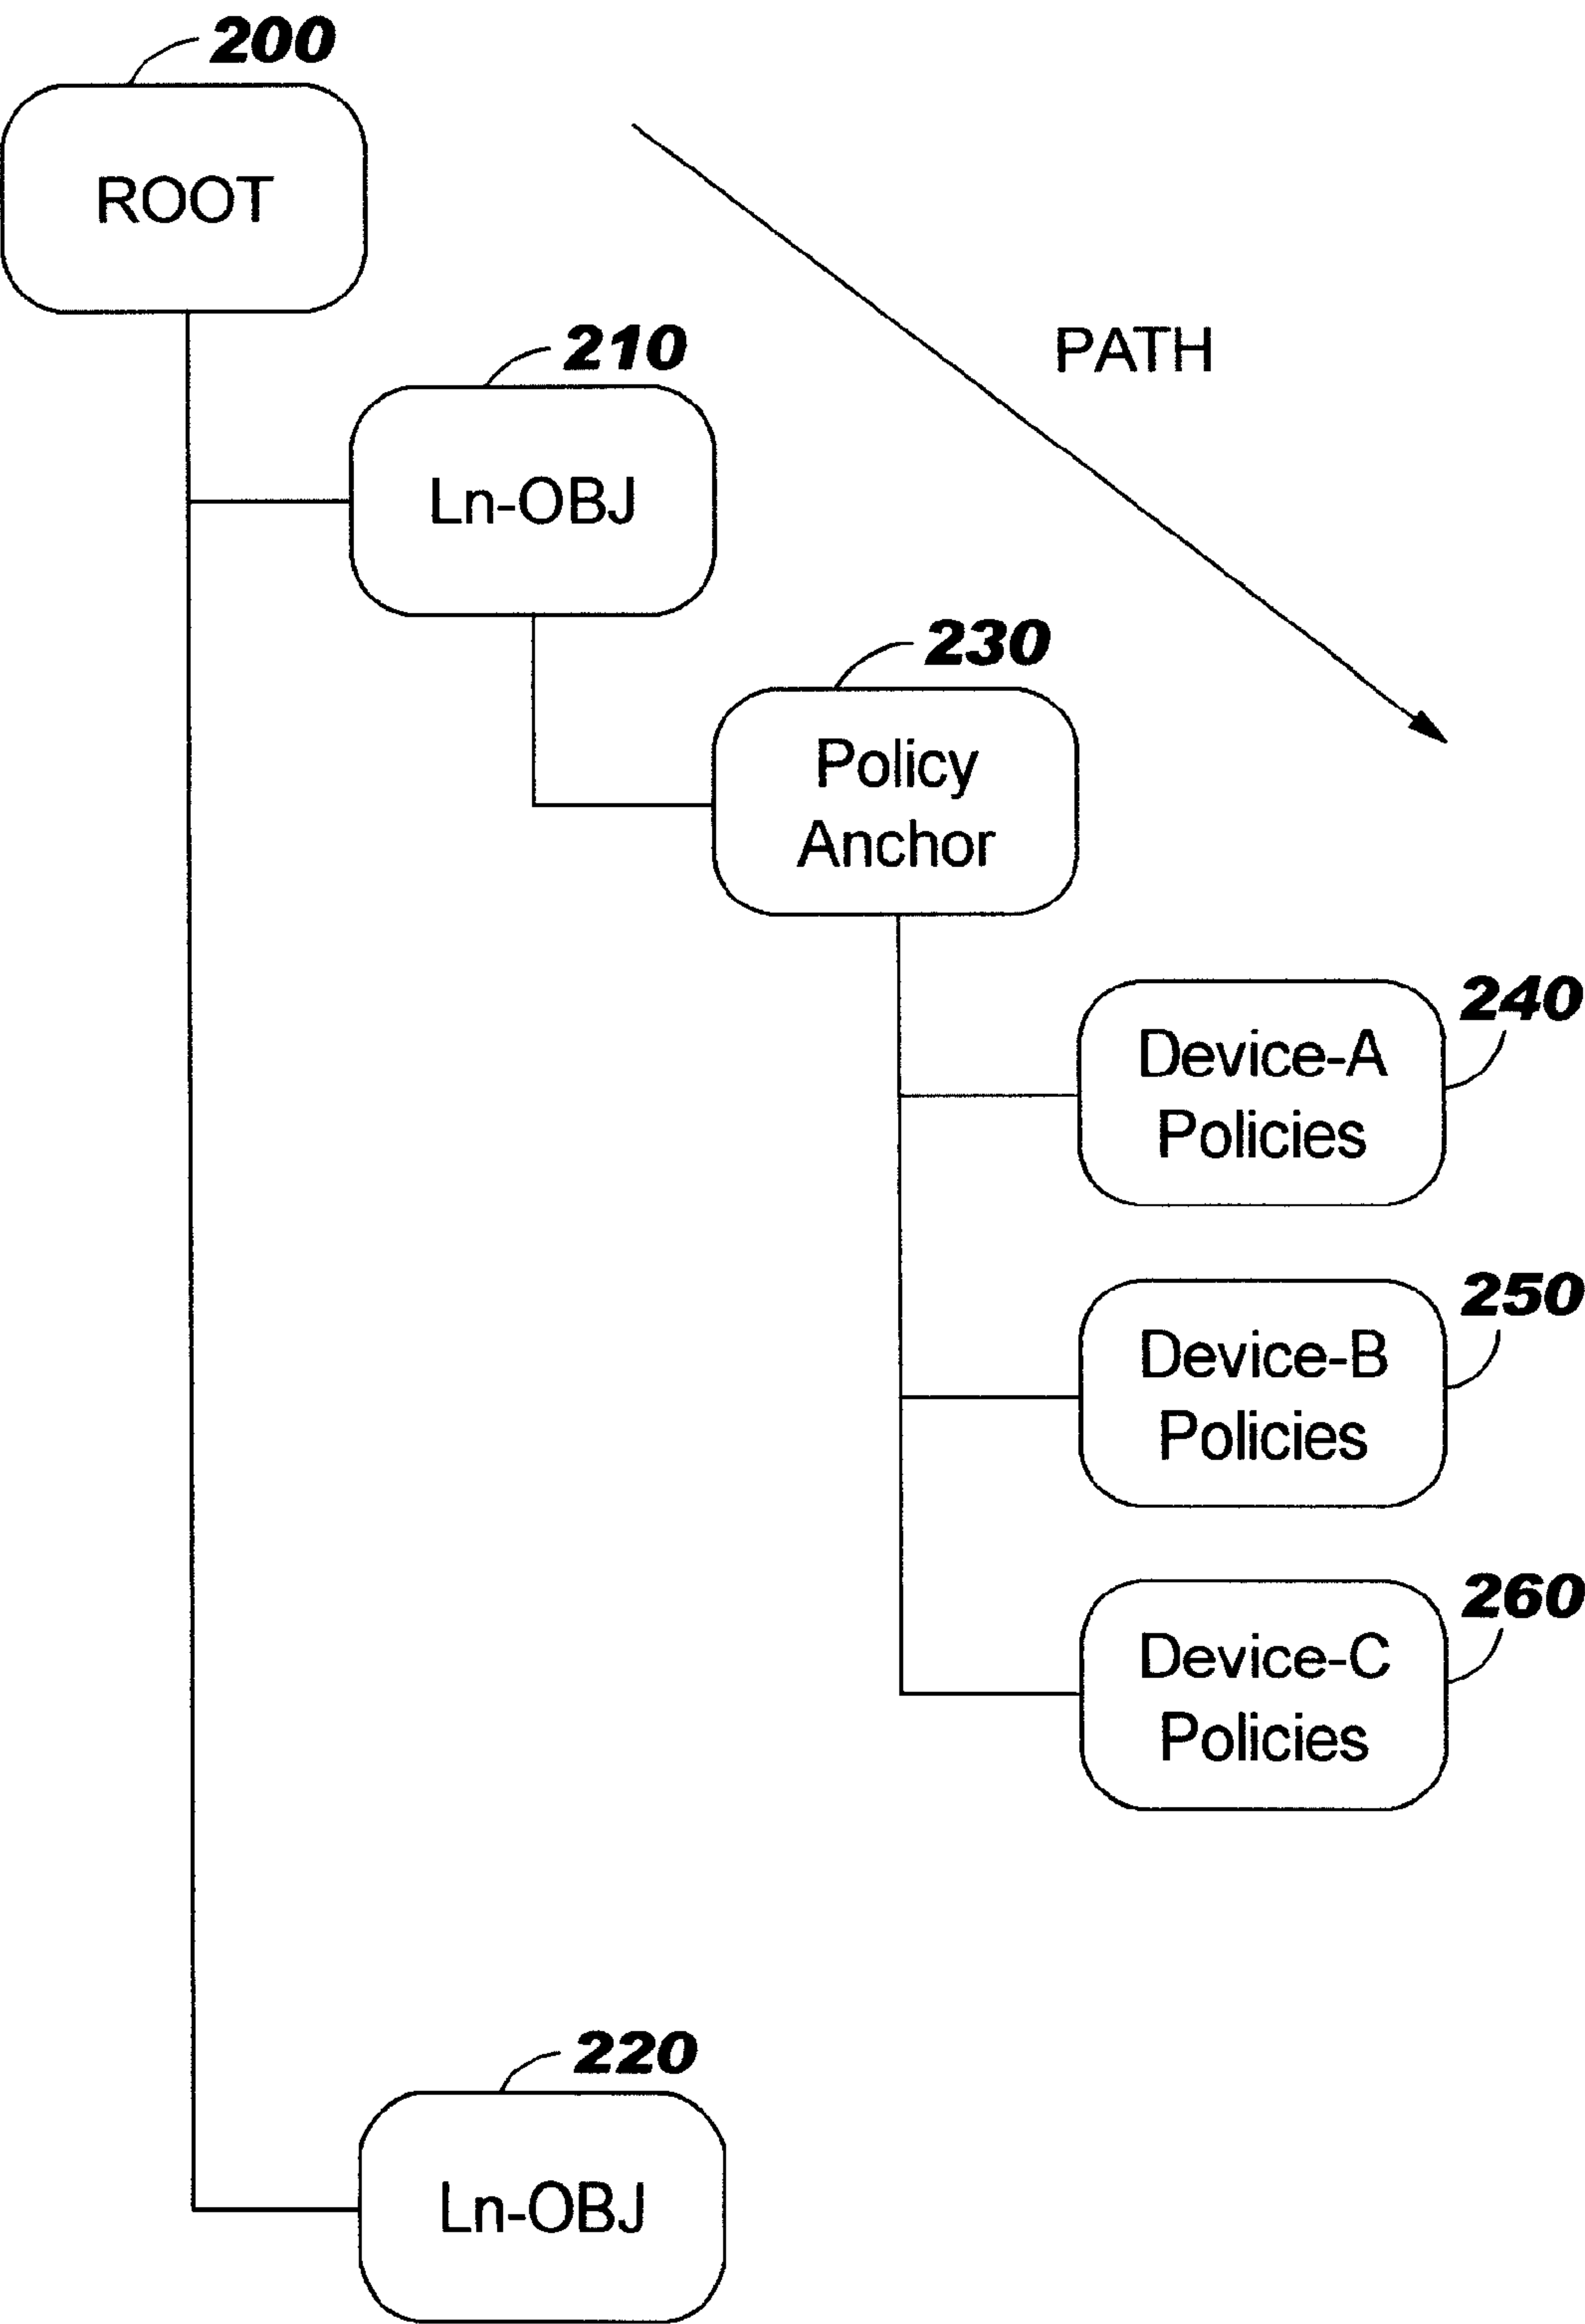 200
ROOT
PATH
210
Ln-OBJ
230
Policy
Anchor
240
Device-A
Policies
250
Device-B
Policies
260
Device-C
Policies
220
Ln-OBJ